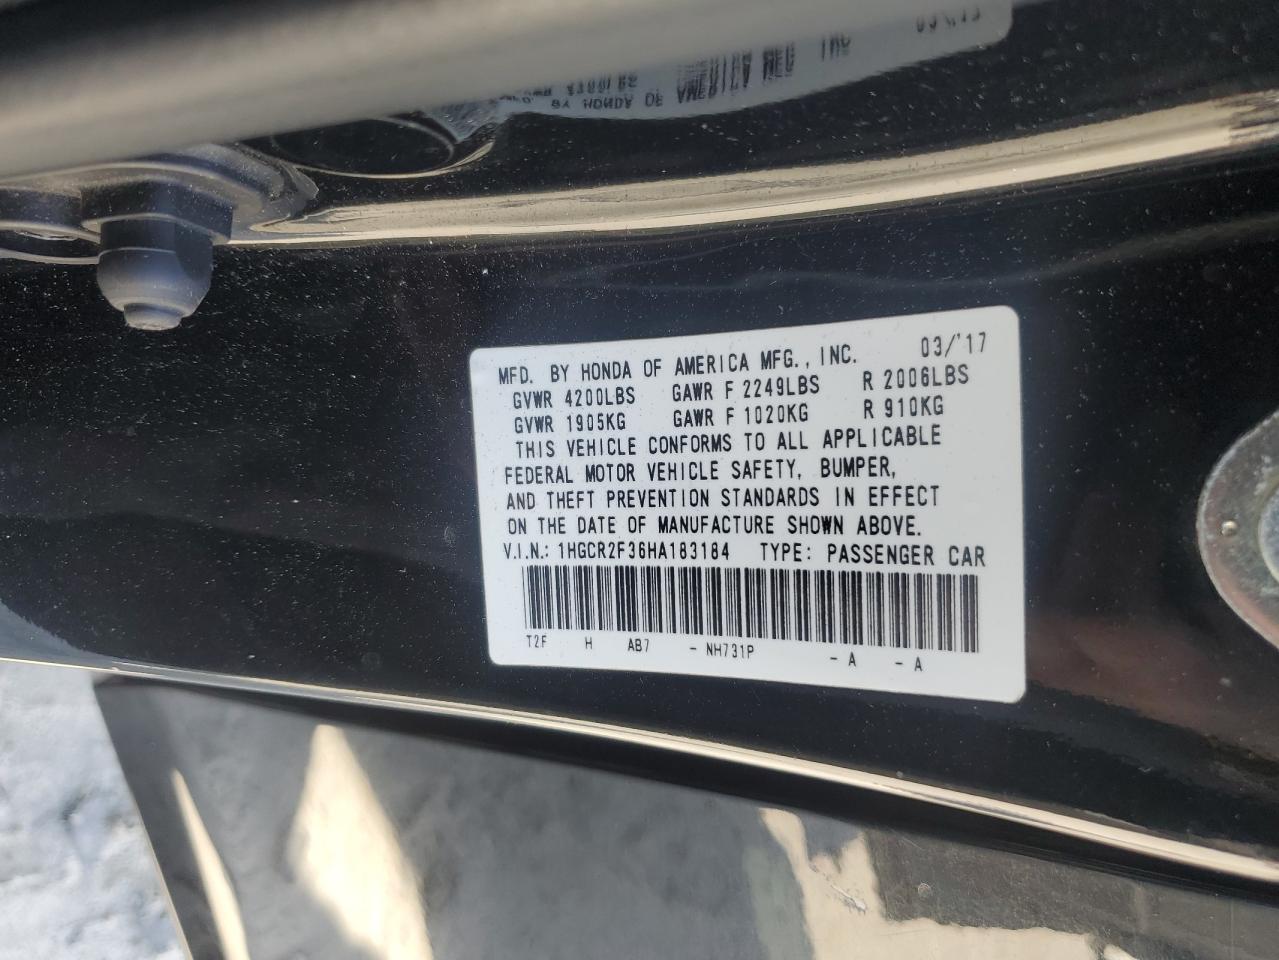 MFD. BY HONDA OF AMERICA MFG., INC. 03/'17
GVWR 4200LBS GAWR F 2249LBS R 2006LBS
GVWR 1905KG GAWR F 1020KG R 910KG
THIS VEHICLE CONFORMS TO ALL APPLICABLE
FEDERAL MOTOR VEHICLE SAFETY, BUMPER,
AND THEFT PREVENTION STANDARDS IN EFFECT
ON THE DATE OF MANUFACTURE SHOWN ABOVE.
V.I.N.: 1HGCR2F36HA183184 TYPE: PASSENGER CAR
T2F H AB7 - NH731P - A - A